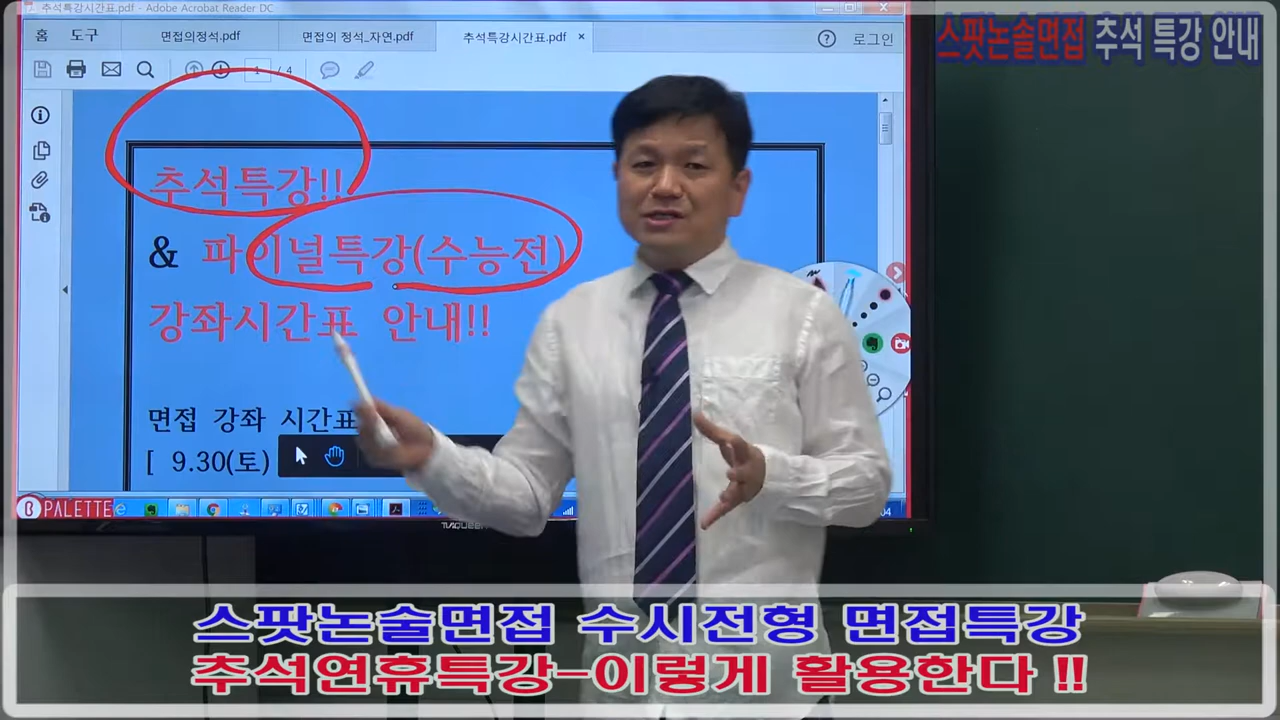 추석특강시간표.pdf - Adobe Acrobat Reader DC
홈 도구 면접의정석.pdf 면접의 정석_자연.pdf 추석특강시간표.pdf × ? 로그인
1 / 4
스팟논술면접 추석 특강 안내
추석특강!!
& 파이널특강(수능전)
강좌시간표 안내!!
면접 강좌 시간표
[ 9.30(토)
PALETTE
스팟논술면접 수시전형 면접특강
추석연휴특강-이렇게 활용한다 !!